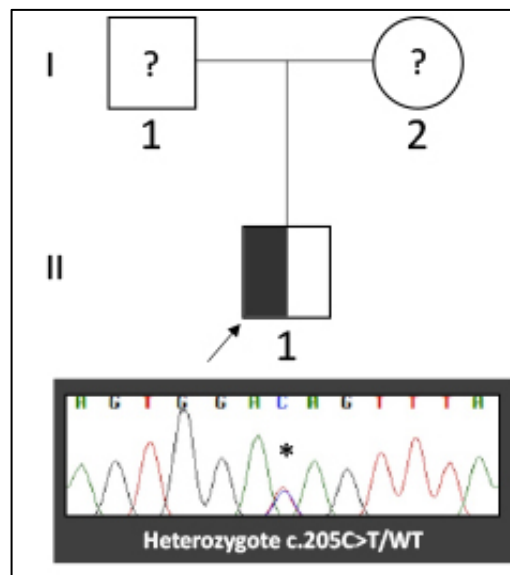 I ? ?
1 2
II
1
A G T G G A C A G T T T A
*
Heterozygote c.205C>T/WT